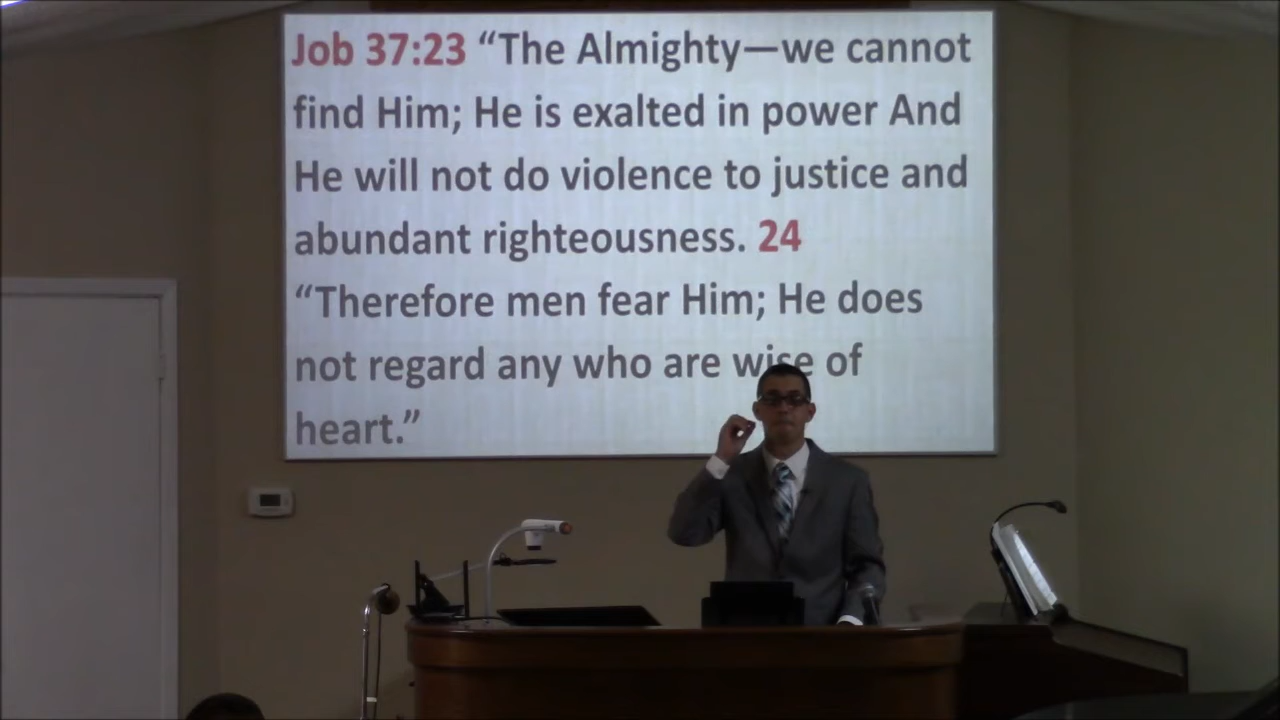 Job 37:23 “The Almighty—we cannot
find Him; He is exalted in power And
He will not do violence to justice and
abundant righteousness. 24
“Therefore men fear Him; He does
not regard any who are wise of
heart.”